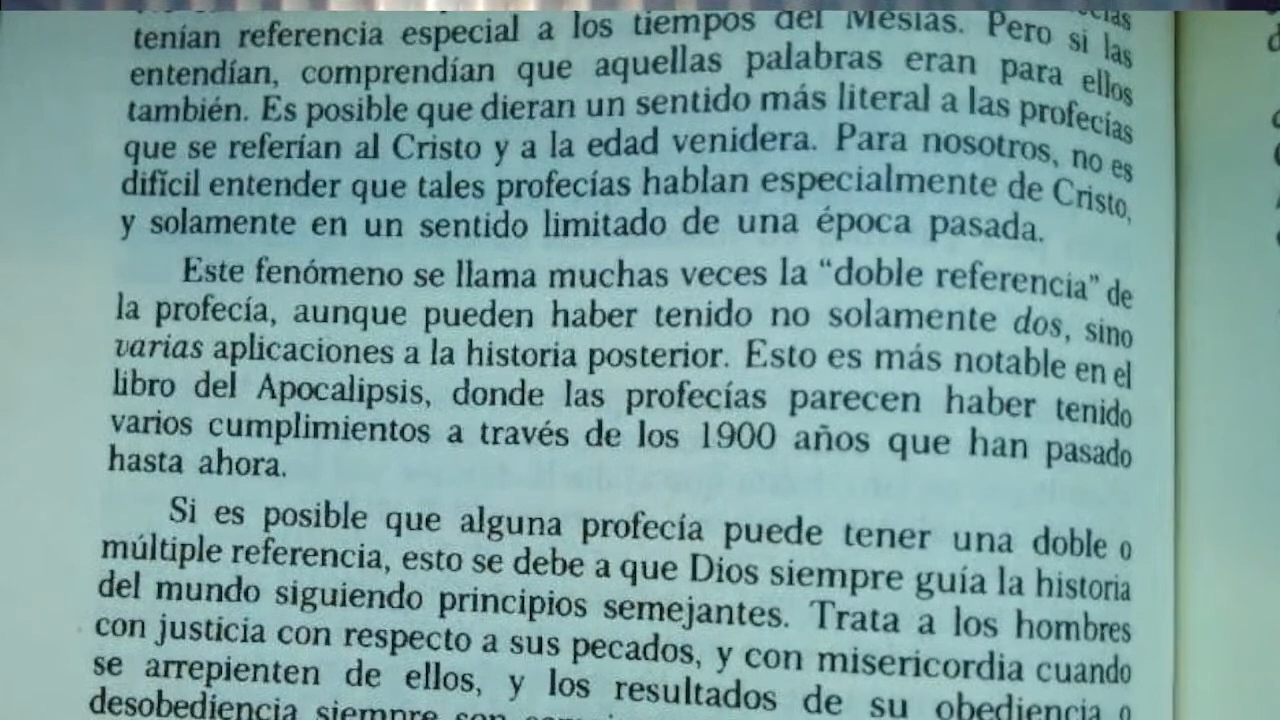 tenían referencia especial a los tiempos del Mesías. Pero si las
entendían, comprendían que aquellas palabras eran para ellos
también. Es posible que dieran un sentido más literal a las profecías
que se referían al Cristo y a la edad venidera. Para nosotros, no es
difícil entender que tales profecías hablan especialmente de Cristo,
y solamente en un sentido limitado de una época pasada.
Este fenómeno se llama muchas veces la “doble referencia” de
la profecía, aunque pueden haber tenido no solamente dos, sino
varias aplicaciones a la historia posterior. Esto es más notable en el
libro del Apocalipsis, donde las profecías parecen haber tenido
varios cumplimientos a través de los 1900 años que han pasado
hasta ahora.
Si es posible que alguna profecía puede tener una doble o
múltiple referencia, esto se debe a que Dios siempre guía la historia
del mundo siguiendo principios semejantes. Trata a los hombres
con justicia con respecto a sus pecados, y con misericordia cuando
se arrepienten de ellos, y los resultados de su obediencia o
desobediencia siempre son